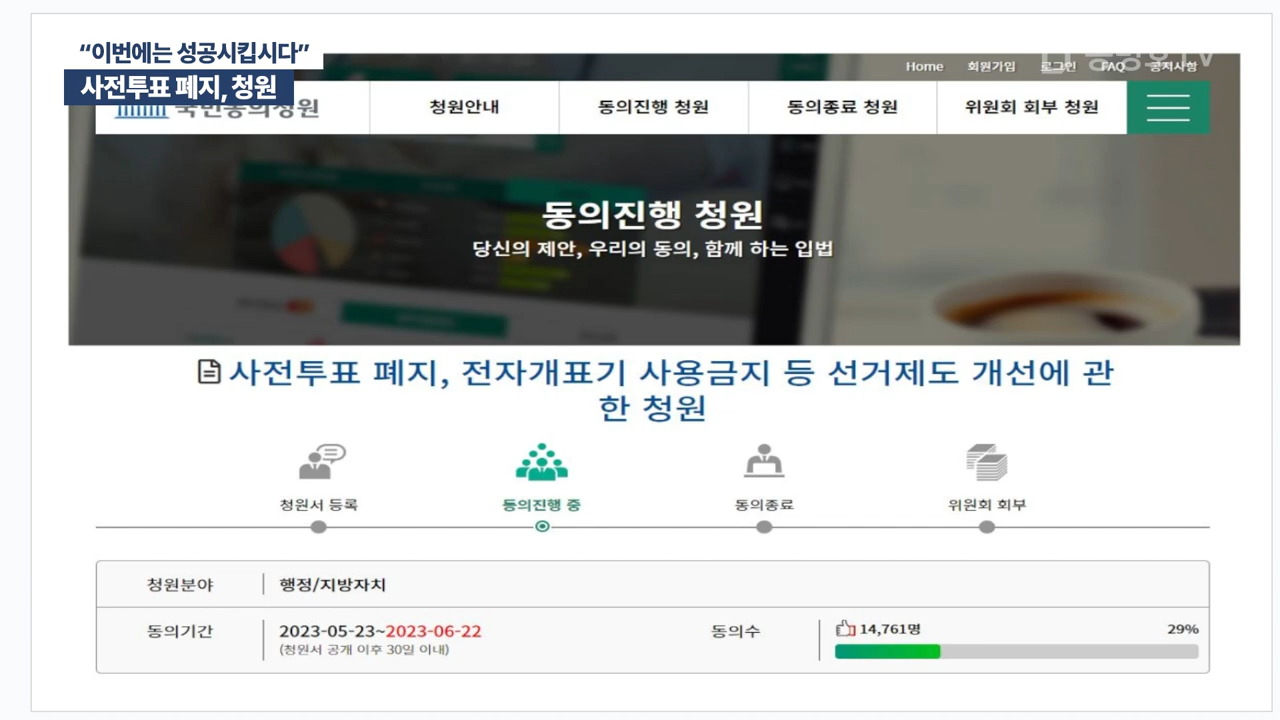 “이번에는 성공시킵시다”
사전투표 폐지, 청원
Home 회원가입 로그인 FAQ 공지사항
국민동의청원 청원안내 동의진행 청원 동의종료 청원 위원회 회부 청원
동의진행 청원
당신의 제안, 우리의 동의, 함께 하는 입법
사전투표 폐지, 전자개표기 사용금지 등 선거제도 개선에 관
한 청원
청원서 등록 동의진행 중 동의종료 위원회 회부
청원분야 행정/지방자치
동의기간 2023-05-23~2023-06-22 동의수 14,761명 29%
(청원서 공개 이후 30일 이내)